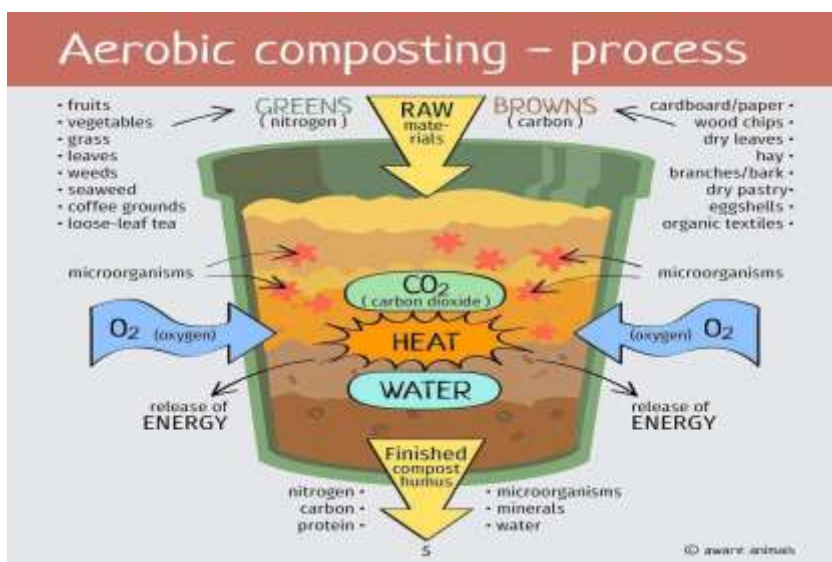 Aerobic composting – process
• fruits
• vegetables
• grass
• leaves
• weeds
• seaweed
• coffee grounds
• loose-leaf tea
GREENS
( nitrogen )
RAW
mate-
rials
BROWNS
( carbon )
cardboard/paper •
wood chips •
dry leaves •
hay •
branches/bark •
dry pastry•
eggshells •
organic textiles •
microorganisms
microorganisms
CO2
( carbon dioxide )
O2 (oxygen)
HEAT
(oxygen) O2
WATER
release of
ENERGY
release of
ENERGY
Finished
compost
humus
nitrogen •
carbon •
protein •
• microorganisms
• minerals
• water
s
© aware animals